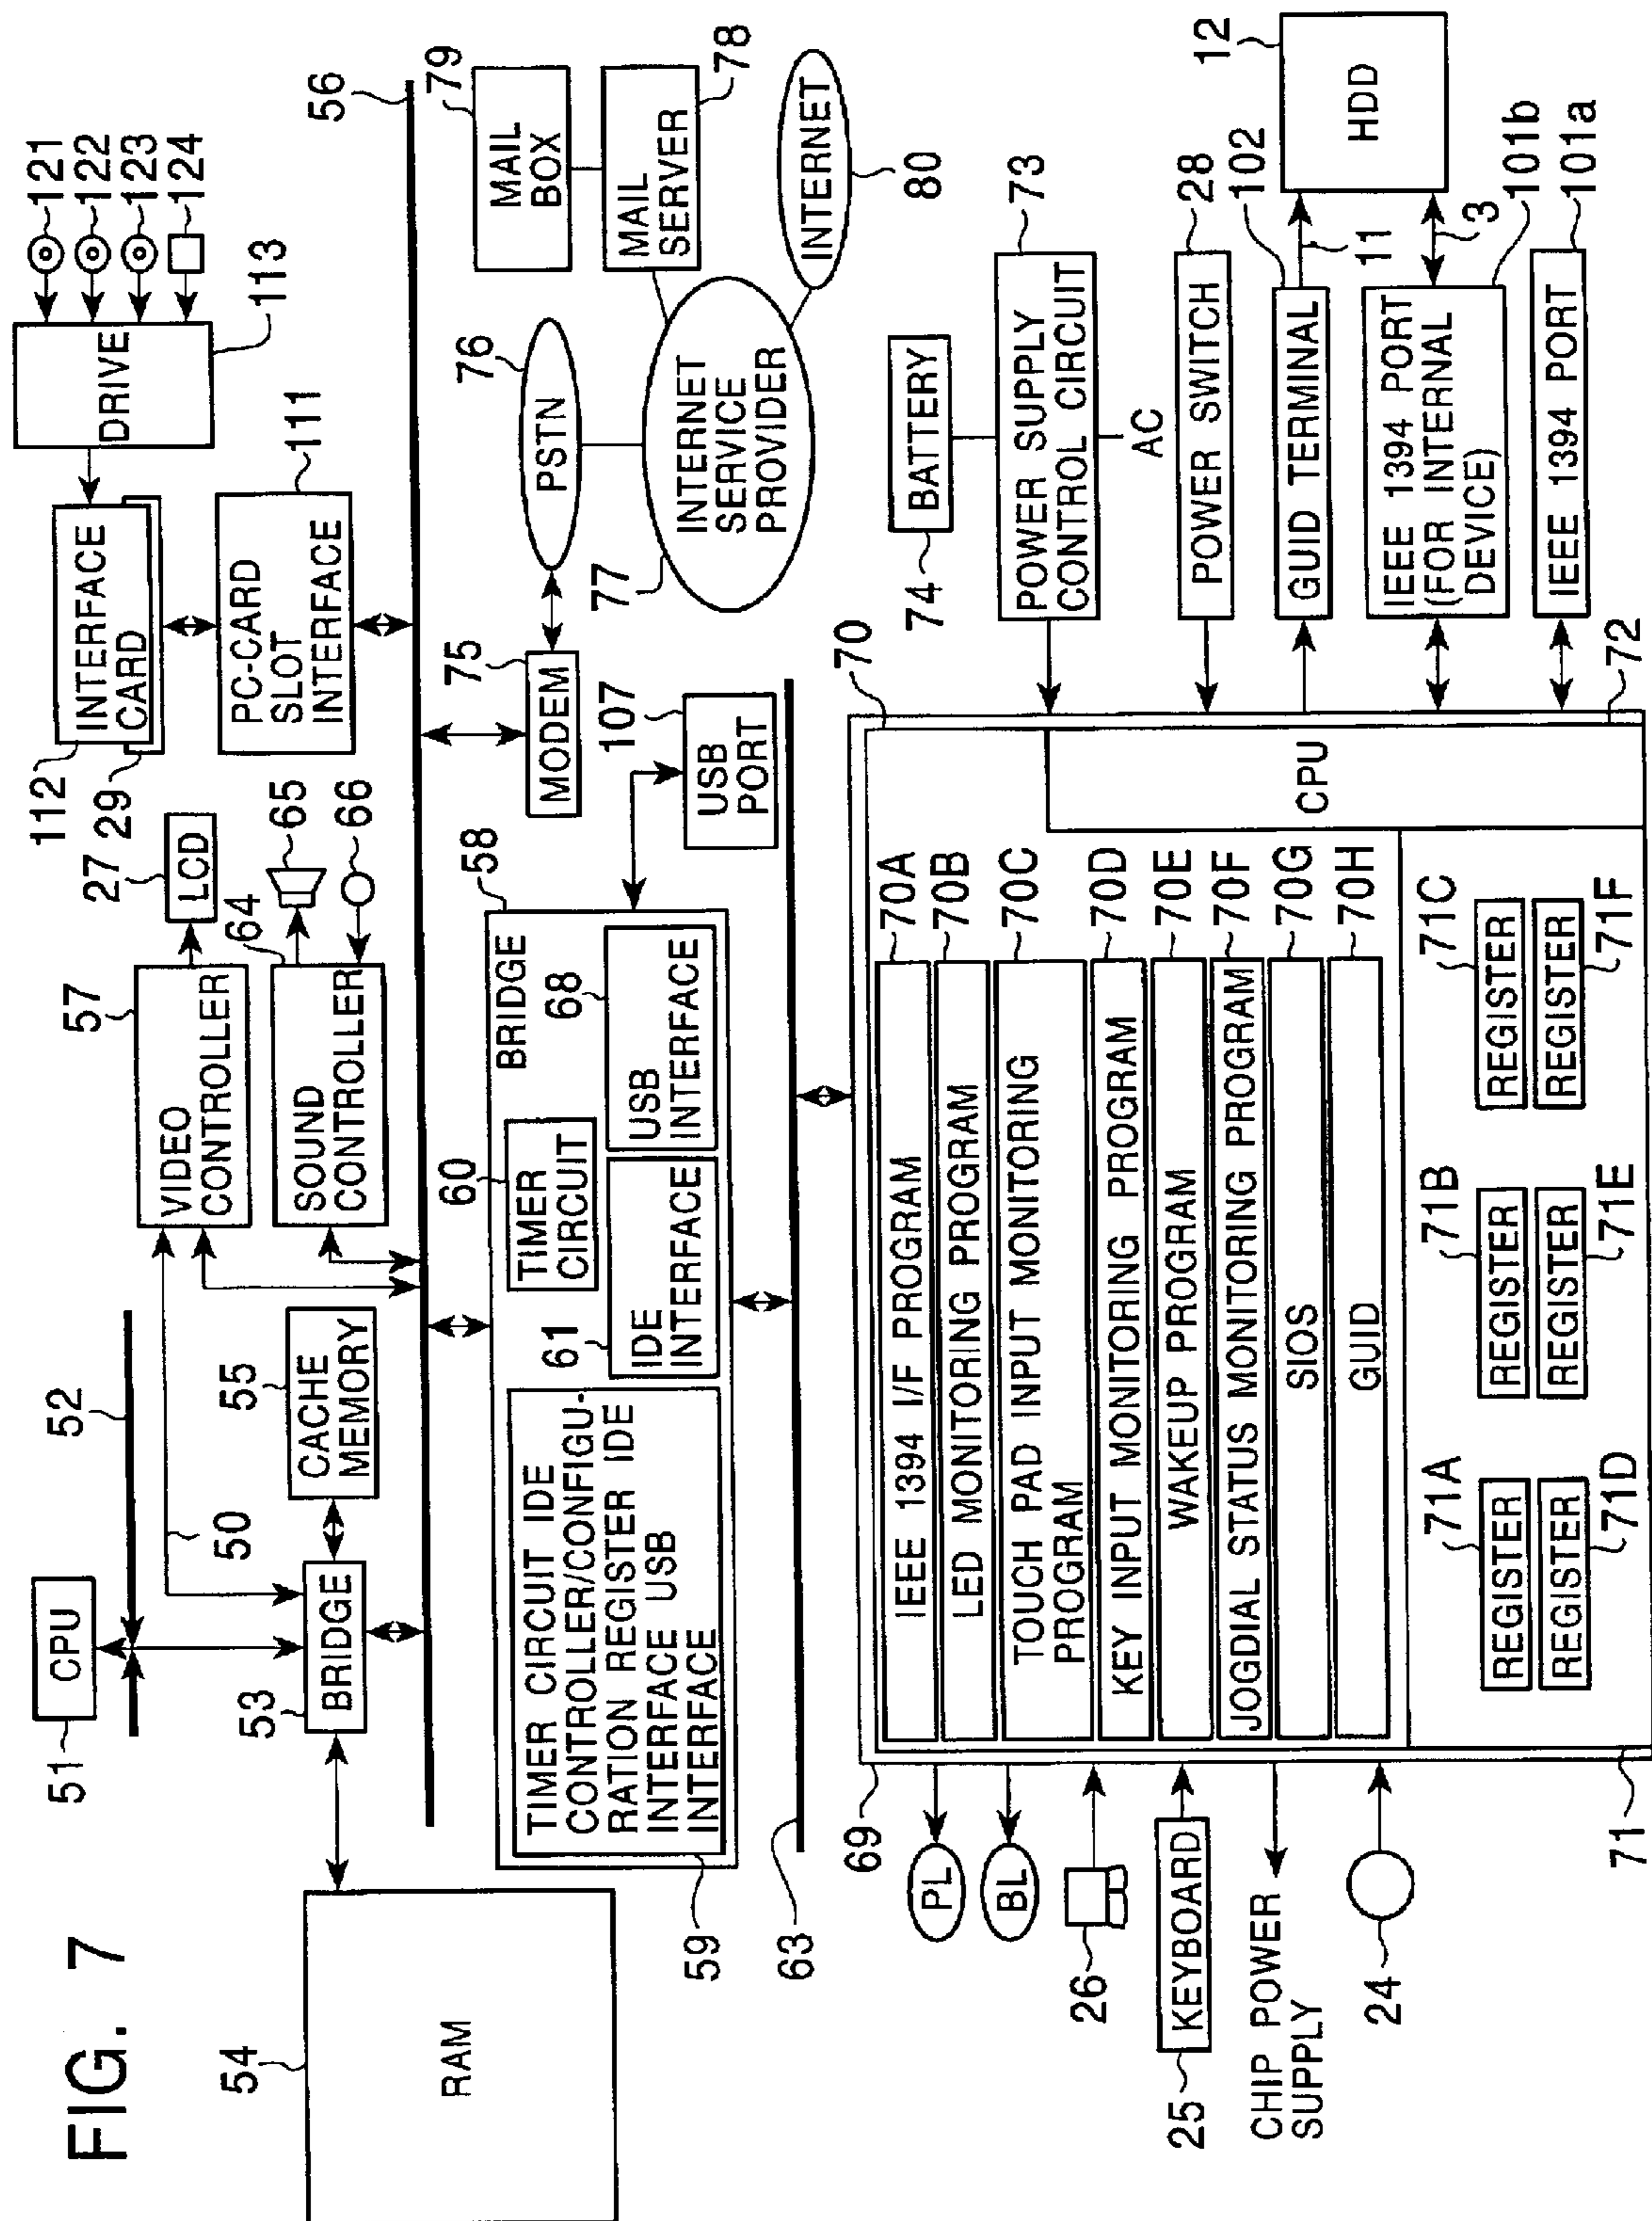 FIG. 7
51
CPU
52
53
BRIDGE
50
55
CACHE
MEMORY
54
RAM
57
VIDEO
CONTROLLER
27
LCD
64
SOUND
CONTROLLER
65
66
112
29
INTERFACE
CARD
DRIVE
113
121
122
123
124
111
PC-CARD
SLOT
INTERFACE
56
58
BRIDGE
59
TIMER CIRCUIT IDE
CONTROLLER/CONFIGU-
RATION REGISTER IDE
INTERFACE USB
INTERFACE
60
TIMER
CIRCUIT
61
IDE
INTERFACE
68
USB
INTERFACE
63
75
MODEM
107
USB
PORT
76
PSTN
77
INTERNET
SERVICE
PROVIDER
79
MAIL
BOX
78
MAIL
SERVER
80
INTERNET
69
PL
BL
26
25
KEYBOARD
CHIP POWER
SUPPLY
24
70
IEEE 1394 I/F PROGRAM
70A
LED MONITORING PROGRAM
70B
TOUCH PAD INPUT MONITORING
PROGRAM
70C
KEY INPUT MONITORING PROGRAM
70D
WAKEUP PROGRAM
70E
JOGDIAL STATUS MONITORING PROGRAM
70F
SIOS
70G
GUID
70H
CPU
72
71
71A
REGISTER
71B
REGISTER
71C
REGISTER
REGISTER
71D
REGISTER
71E
REGISTER
71F
74
BATTERY
73
POWER SUPPLY
CONTROL CIRCUIT
AC
28
POWER SWITCH
102
GUID TERMINAL
11
12
HDD
3
IEEE 1394 PORT
(FOR INTERNAL
DEVICE)
101b
IEEE 1394 PORT
101a